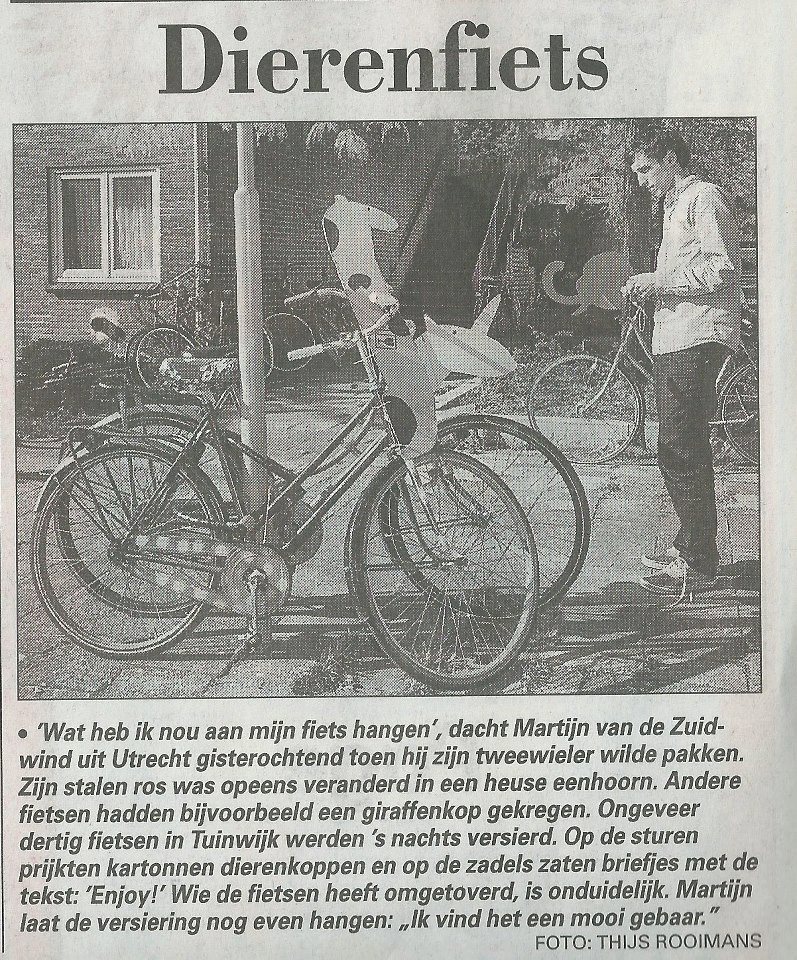 Dierenfiets
• 'Wat heb ik nou aan mijn fiets hangen', dacht Martijn van de Zuid-
wind uit Utrecht gisterochtend toen hij zijn tweewieler wilde pakken.
Zijn stalen ros was opeens veranderd in een heuse eenhoorn. Andere
fietsen hadden bijvoorbeeld een giraffenkop gekregen. Ongeveer
dertig fietsen in Tuinwijk werden 's nachts versierd. Op de sturen
prijkten kartonnen dierenkoppen en op de zadels zaten briefjes met de
tekst: 'Enjoy!' Wie de fietsen heeft omgetoverd, is onduidelijk. Martijn
laat de versiering nog even hangen: „Ik vind het een mooi gebaar."
FOTO: THIJS ROOIMANS